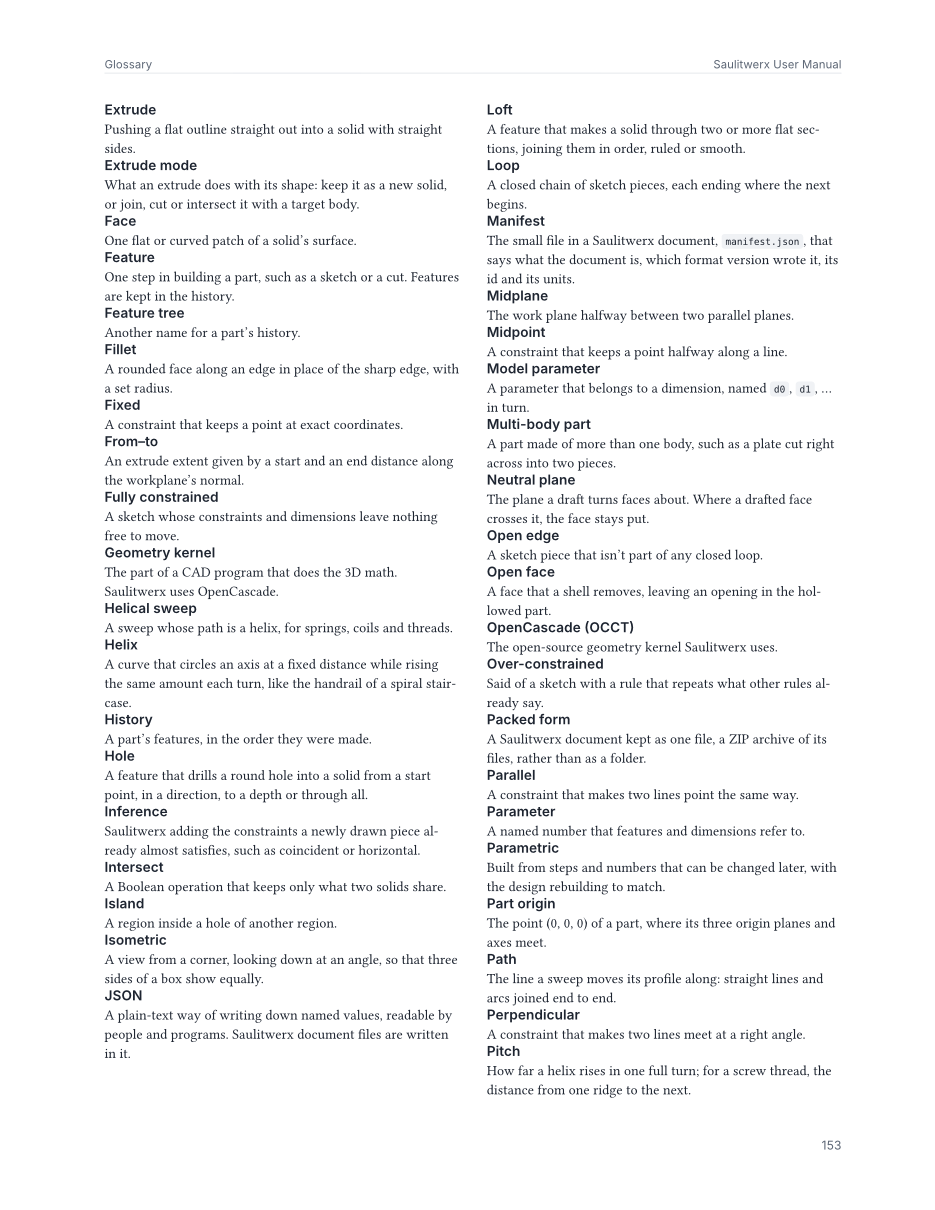 Glossary
Saulitwerx User Manual
Extrude
Pushing a flat outline straight out into a solid with straight
sides.
Extrude mode
What an extrude does with its shape: keep it as a new solid,
or join, cut or intersect it with a target body.
Face
One flat or curved patch of a solid’s surface.
Feature
One step in building a part, such as a sketch or a cut. Features
are kept in the history.
Feature tree
Another name for a part’s history.
Fillet
A rounded face along an edge in place of the sharp edge, with
a set radius.
Fixed
A constraint that keeps a point at exact coordinates.
From–to
An extrude extent given by a start and an end distance along
the workplane’s normal.
Fully constrained
A sketch whose constraints and dimensions leave nothing
free to move.
Geometry kernel
The part of a CAD program that does the 3D math.
Saulitwerx uses OpenCascade.
Helical sweep
A sweep whose path is a helix, for springs, coils and threads.
Helix
A curve that circles an axis at a fixed distance while rising
the same amount each turn, like the handrail of a spiral stair-
case.
History
A part’s features, in the order they were made.
Hole
A feature that drills a round hole into a solid from a start
point, in a direction, to a depth or through all.
Inference
Saulitwerx adding the constraints a newly drawn piece al-
ready almost satisfies, such as coincident or horizontal.
Intersect
A Boolean operation that keeps only what two solids share.
Island
A region inside a hole of another region.
Isometric
A view from a corner, looking down at an angle, so that three
sides of a box show equally.
JSON
A plain-text way of writing down named values, readable by
people and programs. Saulitwerx document files are written
in it.
Loft
A feature that makes a solid through two or more flat sec-
tions, joining them in order, ruled or smooth.
Loop
A closed chain of sketch pieces, each ending where the next
begins.
Manifest
The small file in a Saulitwerx document, manifest.json, that
says what the document is, which format version wrote it, its
id and its units.
Midplane
The work plane halfway between two parallel planes.
Midpoint
A constraint that keeps a point halfway along a line.
Model parameter
A parameter that belongs to a dimension, named d0, d1, …
in turn.
Multi-body part
A part made of more than one body, such as a plate cut right
across into two pieces.
Neutral plane
The plane a draft turns faces about. Where a drafted face
crosses it, the face stays put.
Open edge
A sketch piece that isn’t part of any closed loop.
Open face
A face that a shell removes, leaving an opening in the hol-
lowed part.
OpenCascade (OCCT)
The open-source geometry kernel Saulitwerx uses.
Over-constrained
Said of a sketch with a rule that repeats what other rules al-
ready say.
Packed form
A Saulitwerx document kept as one file, a ZIP archive of its
files, rather than as a folder.
Parallel
A constraint that makes two lines point the same way.
Parameter
A named number that features and dimensions refer to.
Parametric
Built from steps and numbers that can be changed later, with
the design rebuilding to match.
Part origin
The point (0, 0, 0) of a part, where its three origin planes and
axes meet.
Path
The line a sweep moves its profile along: straight lines and
arcs joined end to end.
Perpendicular
A constraint that makes two lines meet at a right angle.
Pitch
How far a helix rises in one full turn; for a screw thread, the
distance from one ridge to the next.
153